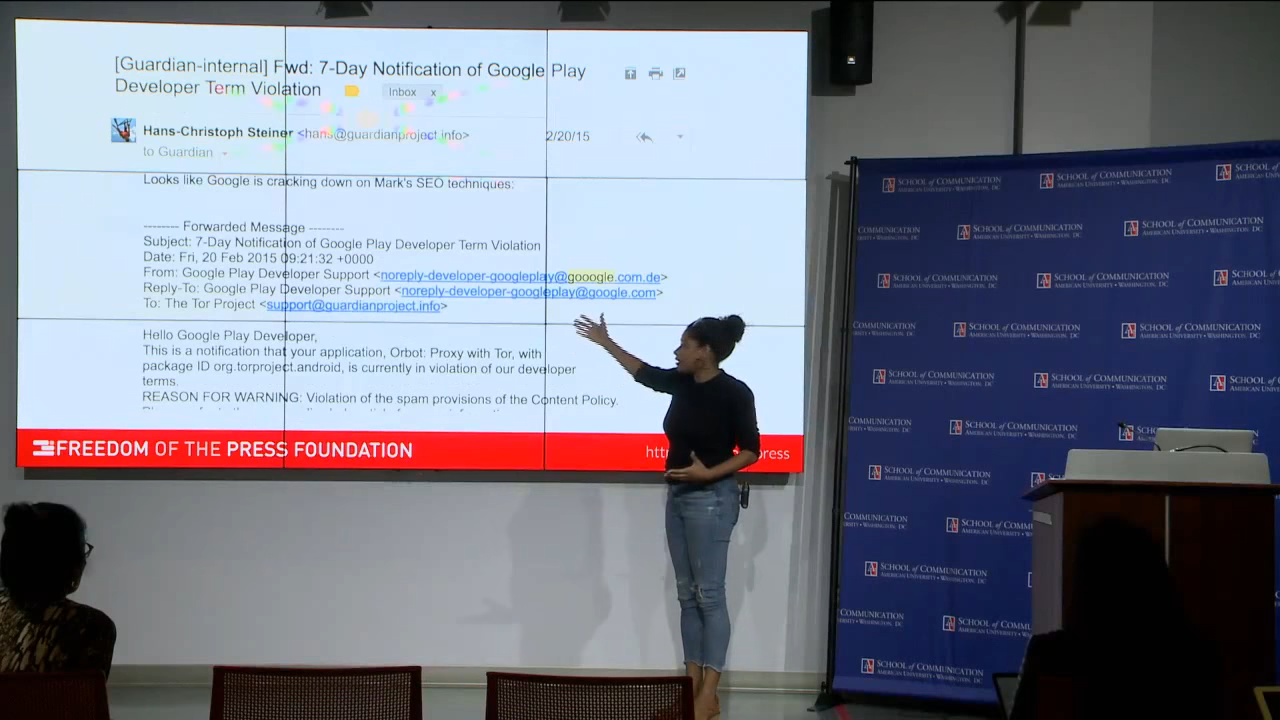 [Guardian-internal] Fwd: 7-Day Notification of Google Play
Developer Term Violation
Inbox x
Hans-Christoph Steiner <hans@guardianproject.info>
2/20/15
to Guardian
Looks like Google is cracking down on Mark's SEO techniques:
-------- Forwarded Message --------
Subject: 7-Day Notification of Google Play Developer Term Violation
Date: Fri, 20 Feb 2015 09:21:32 +0000
From: Google Play Developer Support <noreply-developer-googleplay@gooogle.com.de>
Reply-To: Google Play Developer Support <noreply-developer-googleplay@google.com>
To: The Tor Project <support@guardianproject.info>
Hello Google Play Developer,
This is a notification that your application, Orbot: Proxy with Tor, with
package ID org.torproject.android, is currently in violation of our developer
terms.
REASON FOR WARNING: Violation of the spam provisions of the Content Policy.
FREEDOM OF THE PRESS FOUNDATION
press
SCHOOL of COMMUNICATION
AMERICAN UNIVERSITY • WASHINGTON, DC